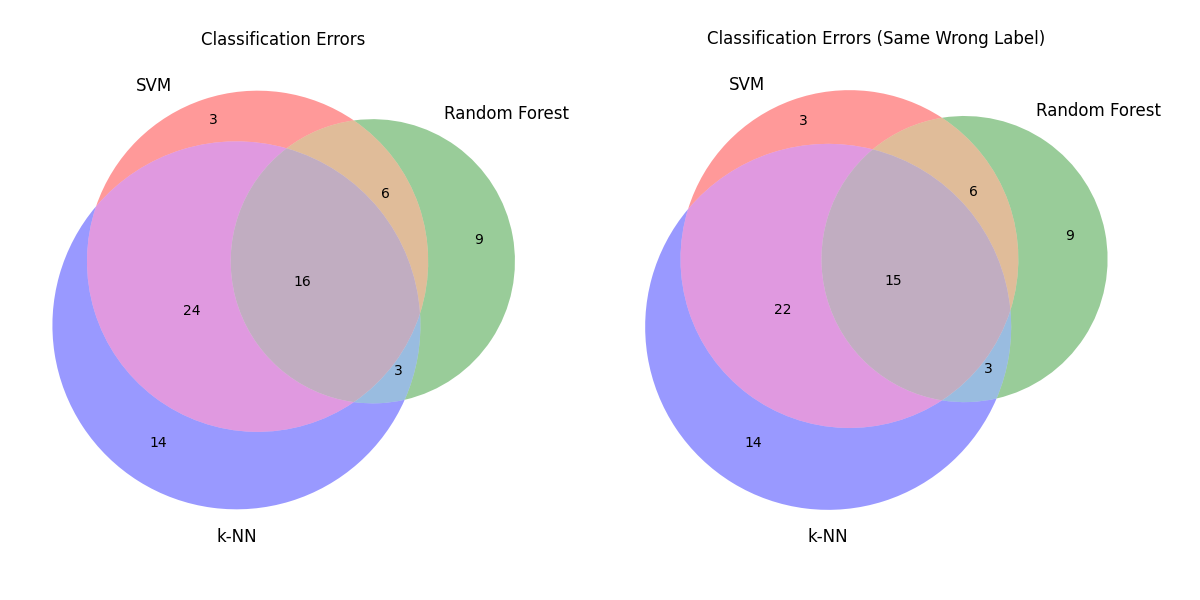 Classification Errors
SVM
Random Forest
3
6
9
16
24
3
14
k-NN
Classification Errors (Same Wrong Label)
SVM
Random Forest
3
6
9
15
22
3
14
k-NN